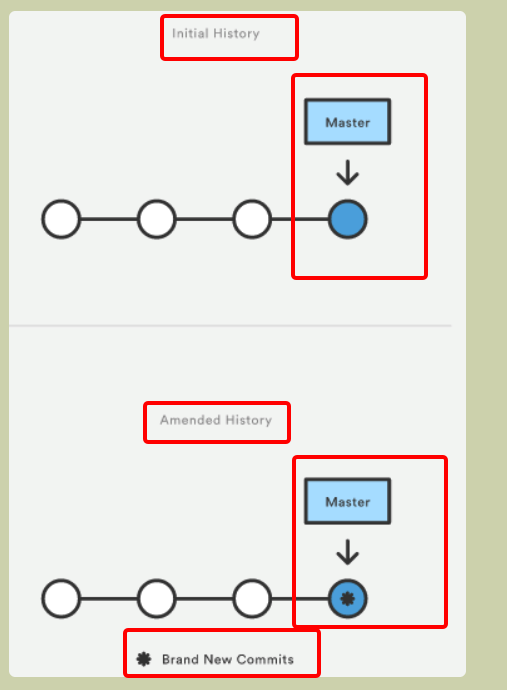 Initial History
Master
Amended History
Master
Brand New Commits